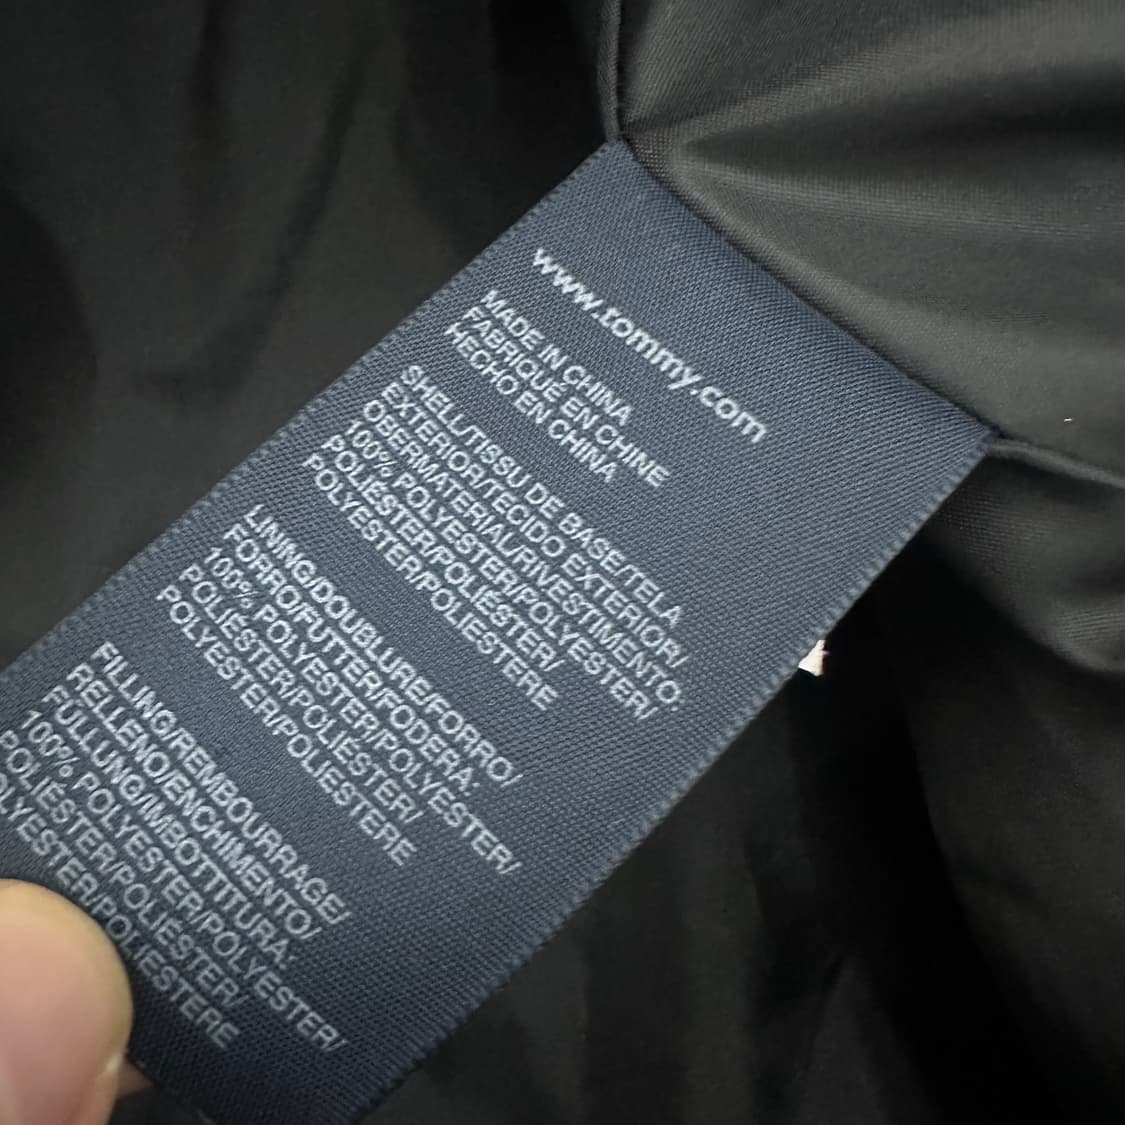 www.tommy.com
MADE IN CHINA
FABRIQUÉ EN CHINE
HECHO EN CHINA
SHELL/TISSU DE BASE/TELA
EXTERIOR/TECIDO EXTERIOR/
OBERMATERIAL/RIVESTIMENTO:
100% POLYESTER/POLYESTER/
POLIÉSTER/POLIÉSTER/
POLYESTER/POLIESTERE
LINING/DOUBLURE/FORRO/
FORRO/FUTTER/FODERA:
100% POLYESTER/POLYESTER/
POLIÉSTER/POLIÉSTER/
POLYESTER/POLIESTERE
FILLING/REMBOURRAGE/
RELLENO/ENCHIMENTO/
FÜLLUNG/IMBOTTITURA:
100% POLYESTER/POLYESTER/
POLIÉSTER/POLIÉSTER/
POLYESTER/POLIESTERE